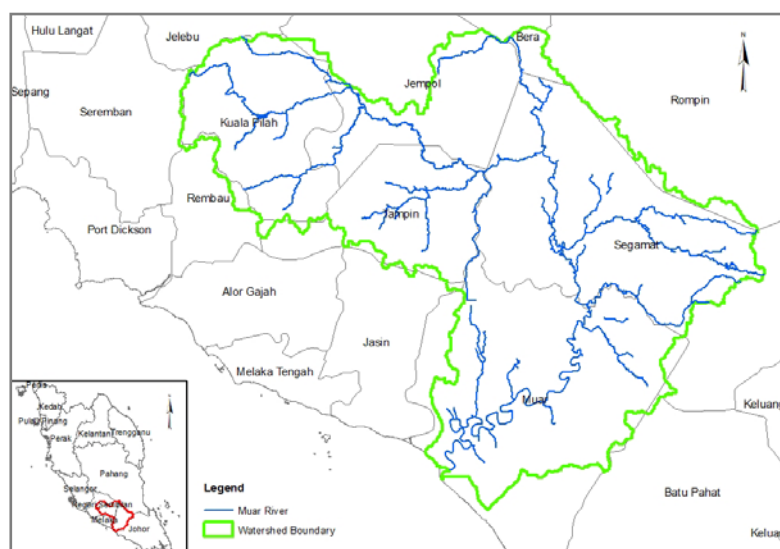 Hulu Langat
Jelebu
Bera
N
Sepang
Seremban
Jempol
Rompin
Kuala Pilah
Rembau
Port Dickson
Tampin
Segamat
Alor Gajah
Jasin
Melaka Tengah
Muar
Keluang
Batu Pahat
Kelua
Kedah
Pulau Pinang
Perak
Kelantan
Trengganu
Pahang
Selangor
Melaka
Johor
Legend
Muar River
Watershed Boundary